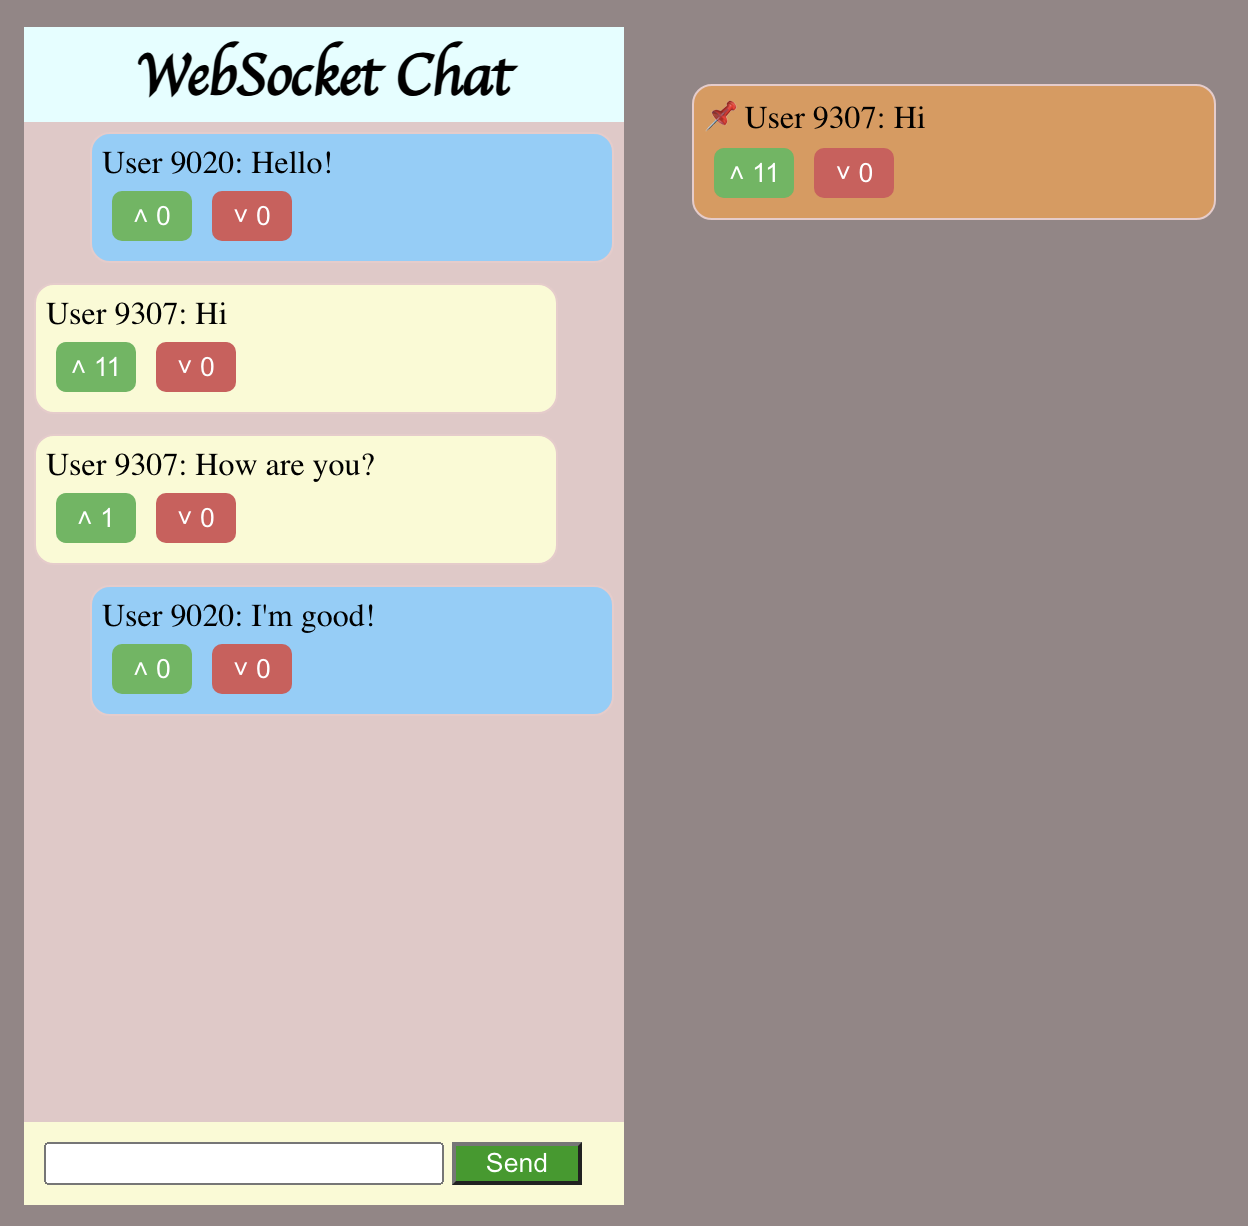 WebSocket Chat
User 9020: Hello!
˄ 0 ˅ 0
User 9307: Hi
˄ 11 ˅ 0
User 9307: How are you?
˄ 1 ˅ 0
User 9020: I'm good!
˄ 0 ˅ 0
Send
📌 User 9307: Hi
˄ 11 ˅ 0